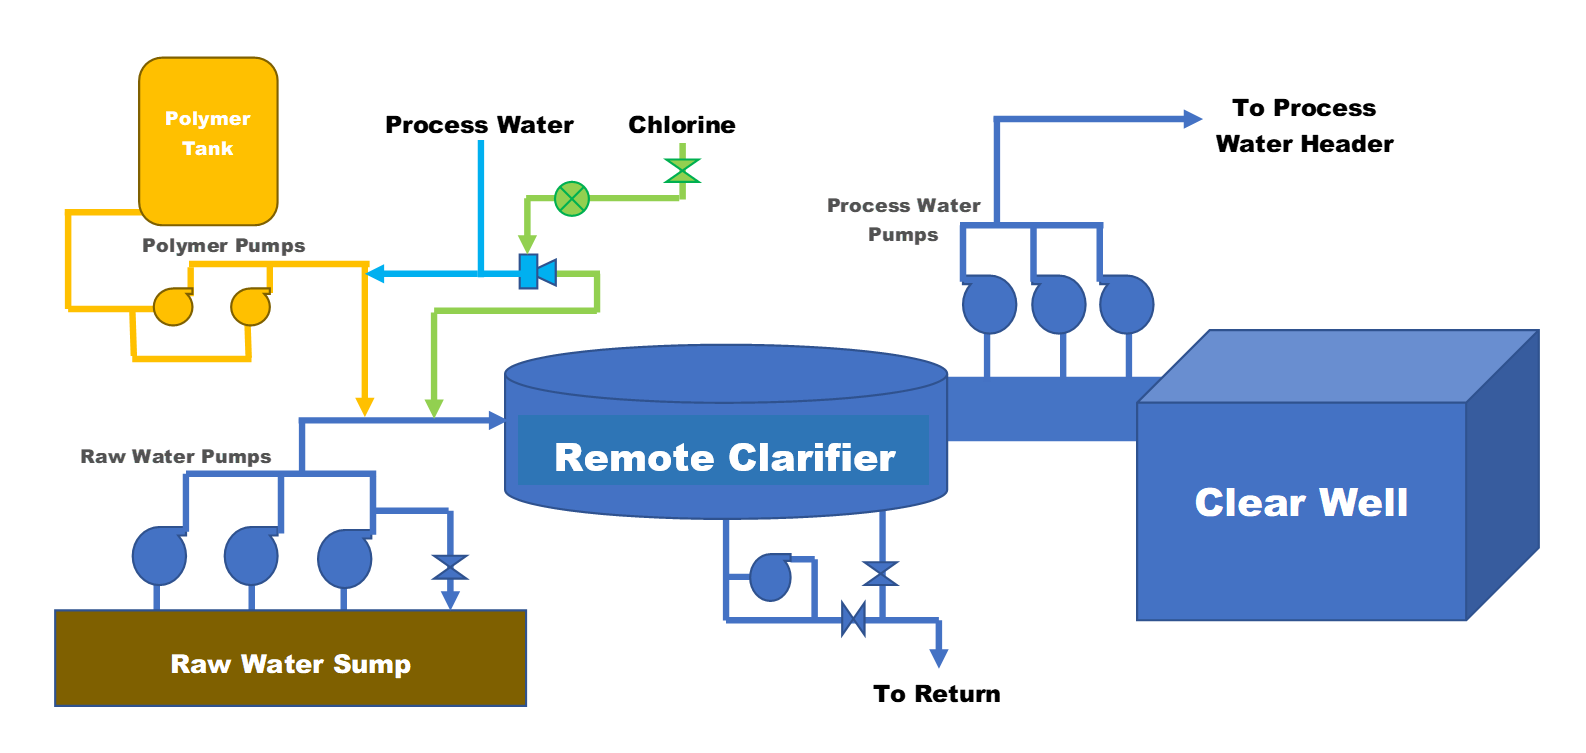 Polymer
Tank
Process Water
Chlorine
To Process
Water Header
Polymer Pumps
Process Water
Pumps
Raw Water Pumps
Remote Clarifier
Clear Well
Raw Water Sump
To Return